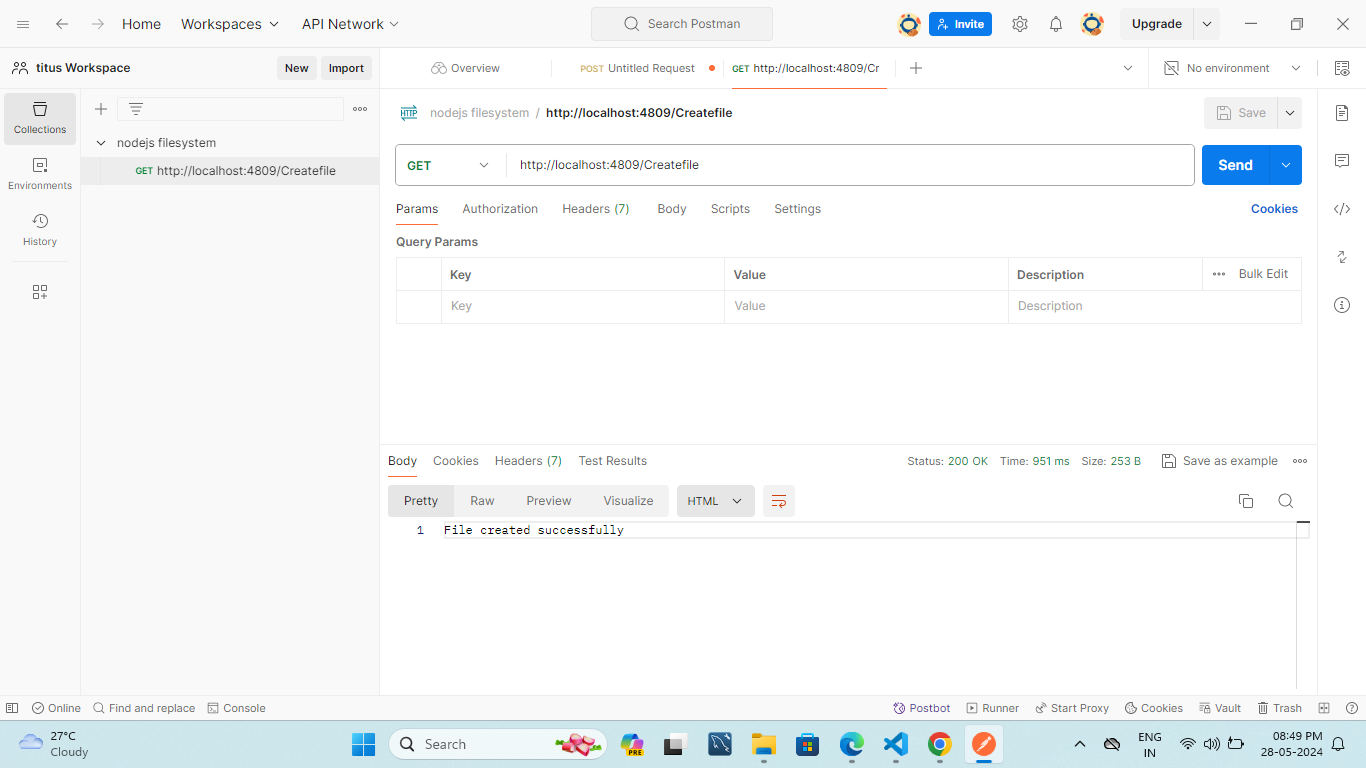 Home Workspaces API Network Search Postman Invite Upgrade
titus Workspace New Import Overview POST Untitled Request GET http://localhost:4809/Cr No environment
Collections
Environments
History
nodejs filesystem
GET http://localhost:4809/Createfile
HTTP nodejs filesystem / http://localhost:4809/Createfile Save
GET http://localhost:4809/Createfile Send
Params Authorization Headers (7) Body Scripts Settings Cookies
Query Params
Key Value Description Bulk Edit
Key Value Description
Body Cookies Headers (7) Test Results Status: 200 OK Time: 951 ms Size: 253 B Save as example
Pretty Raw Preview Visualize HTML
1 File created successfully
Online Find and replace Console Postbot Runner Start Proxy Cookies Vault Trash
27°C
Cloudy
Search
PRE
ENG
IN
08:49 PM
28-05-2024